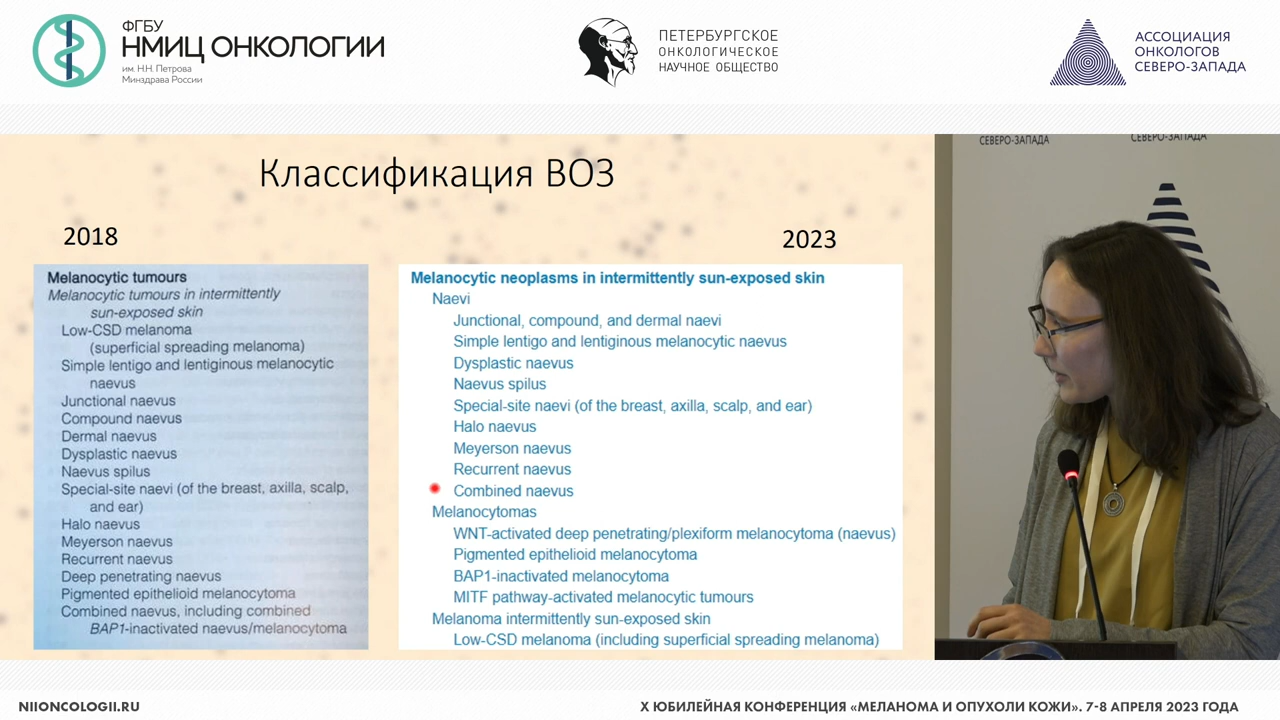 ФГБУ
НМИЦ ОНКОЛОГИИ
им. Н.Н. Петрова
Минздрава России
ПЕТЕРБУРГСКОЕ
ОНКОЛОГИЧЕСКОЕ
НАУЧНОЕ ОБЩЕСТВО
АССОЦИАЦИЯ
ОНКОЛОГОВ
СЕВЕРО-ЗАПАДА
СЕВЕРО-ЗАПАДА
СЕВЕРО-ЗАПАДА
Классификация ВОЗ
2018
Melanocytic tumours
Melanocytic tumours in intermittently
sun-exposed skin
Low-CSD melanoma
(superficial spreading melanoma)
Simple lentigo and lentiginous melanocytic
naevus
Junctional naevus
Compound naevus
Dermal naevus
Dysplastic naevus
Naevus spilus
Special-site naevi (of the breast, axilla, scalp,
and ear)
Halo naevus
Meyerson naevus
Recurrent naevus
Deep penetrating naevus
Pigmented epithelioid melanocytoma
Combined naevus, including combined
BAP1-inactivated naevus/melanocytoma
2023
Melanocytic neoplasms in intermittently sun-exposed skin
Naevi
Junctional, compound, and dermal naevi
Simple lentigo and lentiginous melanocytic naevus
Dysplastic naevus
Naevus spilus
Special-site naevi (of the breast, axilla, scalp, and ear)
Halo naevus
Meyerson naevus
Recurrent naevus
Combined naevus
Melanocytomas
WNT-activated deep penetrating/plexiform melanocytoma (naevus)
Pigmented epithelioid melanocytoma
BAP1-inactivated melanocytoma
MITF pathway-activated melanocytic tumours
Melanoma intermittently sun-exposed skin
Low-CSD melanoma (including superficial spreading melanoma)
NIIONCOLOGII.RU
X ЮБИЛЕЙНАЯ КОНФЕРЕНЦИЯ «МЕЛАНОМА И ОПУХОЛИ КОЖИ». 7-8 АПРЕЛЯ 2023 ГОДА